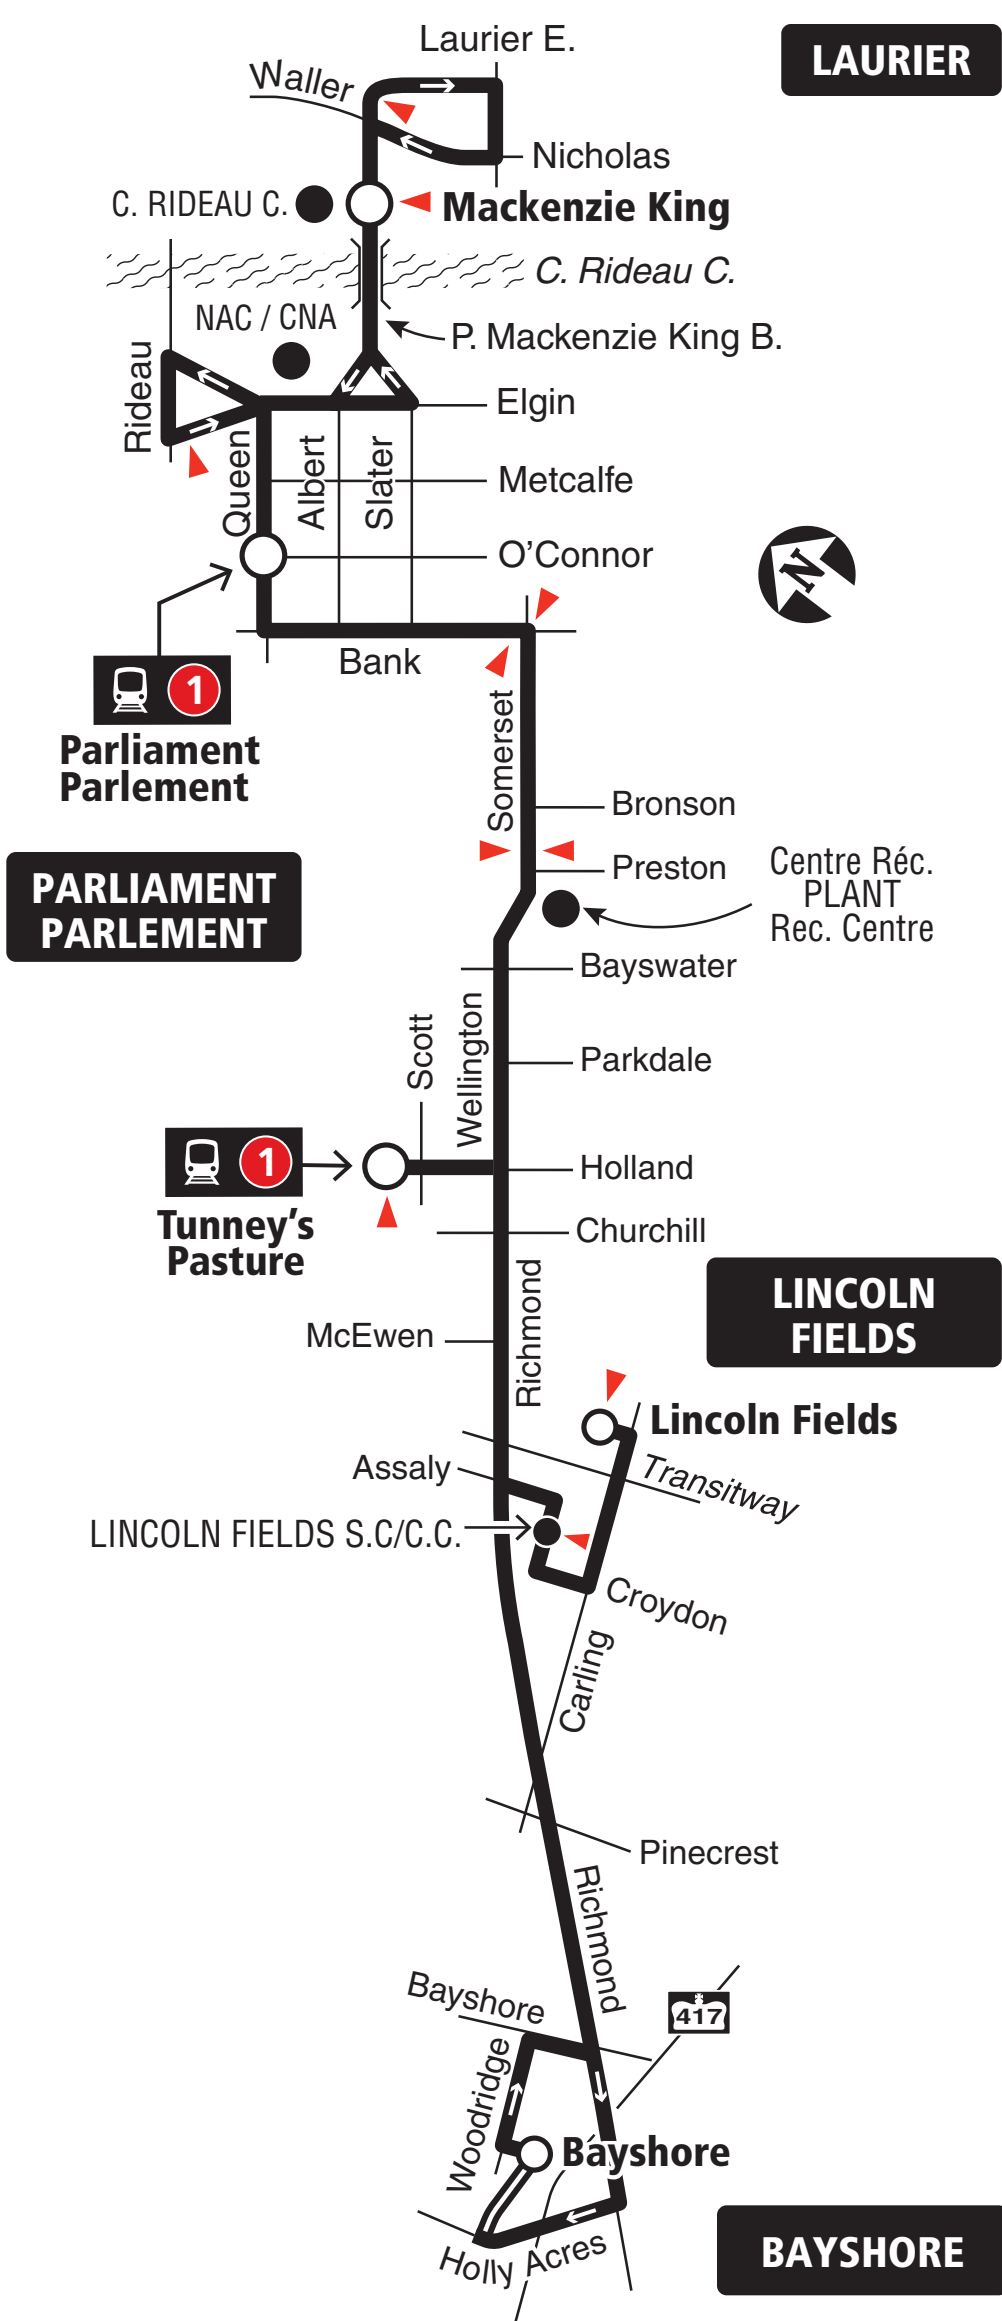 Laurier E.
LAURIER
Waller
Nicholas
C. RIDEAU C.
Mackenzie King
C. Rideau C.
NAC / CNA
P. Mackenzie King B.
Rideau
Elgin
Queen
Albert
Slater
Metcalfe
O'Connor
N
Bank
1
Parliament
Parlement
Somerset
Bronson
Preston
Centre Réc.
PLANT
Rec. Centre
PARLIAMENT
PARLEMENT
Bayswater
Scott
Wellington
Parkdale
1
Tunney's
Pasture
Holland
Churchill
LINCOLN
FIELDS
McEwen
Richmond
Lincoln Fields
Assaly
Transitway
LINCOLN FIELDS S.C/C.C.
Croydon
Carling
Pinecrest
Richmond
Bayshore
417
Woodridge
Bayshore
Holly Acres
BAYSHORE